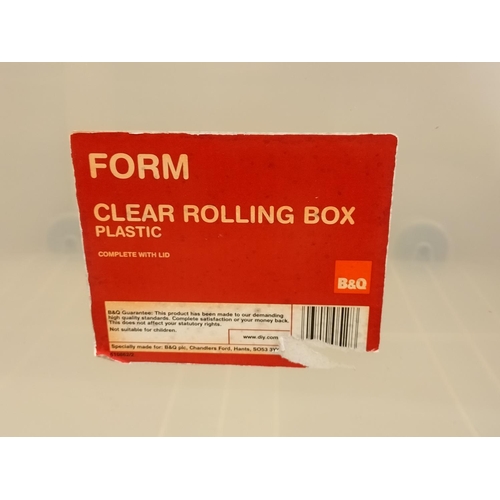 FORM
CLEAR ROLLING BOX
PLASTIC
COMPLETE WITH LID
B&Q
B&Q Guarantee: This product has been made to our demanding
high quality standards. Complete satisfaction or your money back.
This does not affect your statutory rights.
Not suitable for children.
www.diy.com
Specially made for: B&Q plc, Chandlers Ford, Hants, SO53 3YX